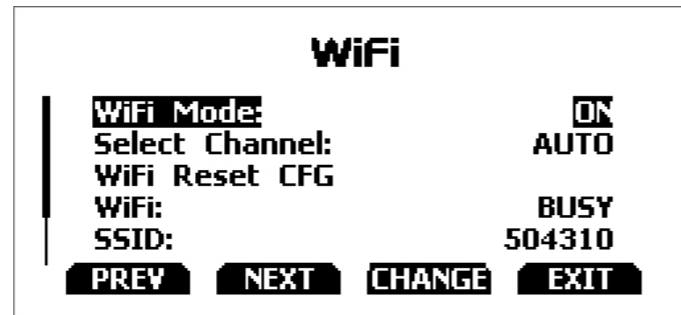 WiFi
WiFi Mode: ON
Select Channel: AUTO
WiFi Reset CFG
WiFi: BUSY
SSID: 504310
PREV NEXT CHANGE EXIT